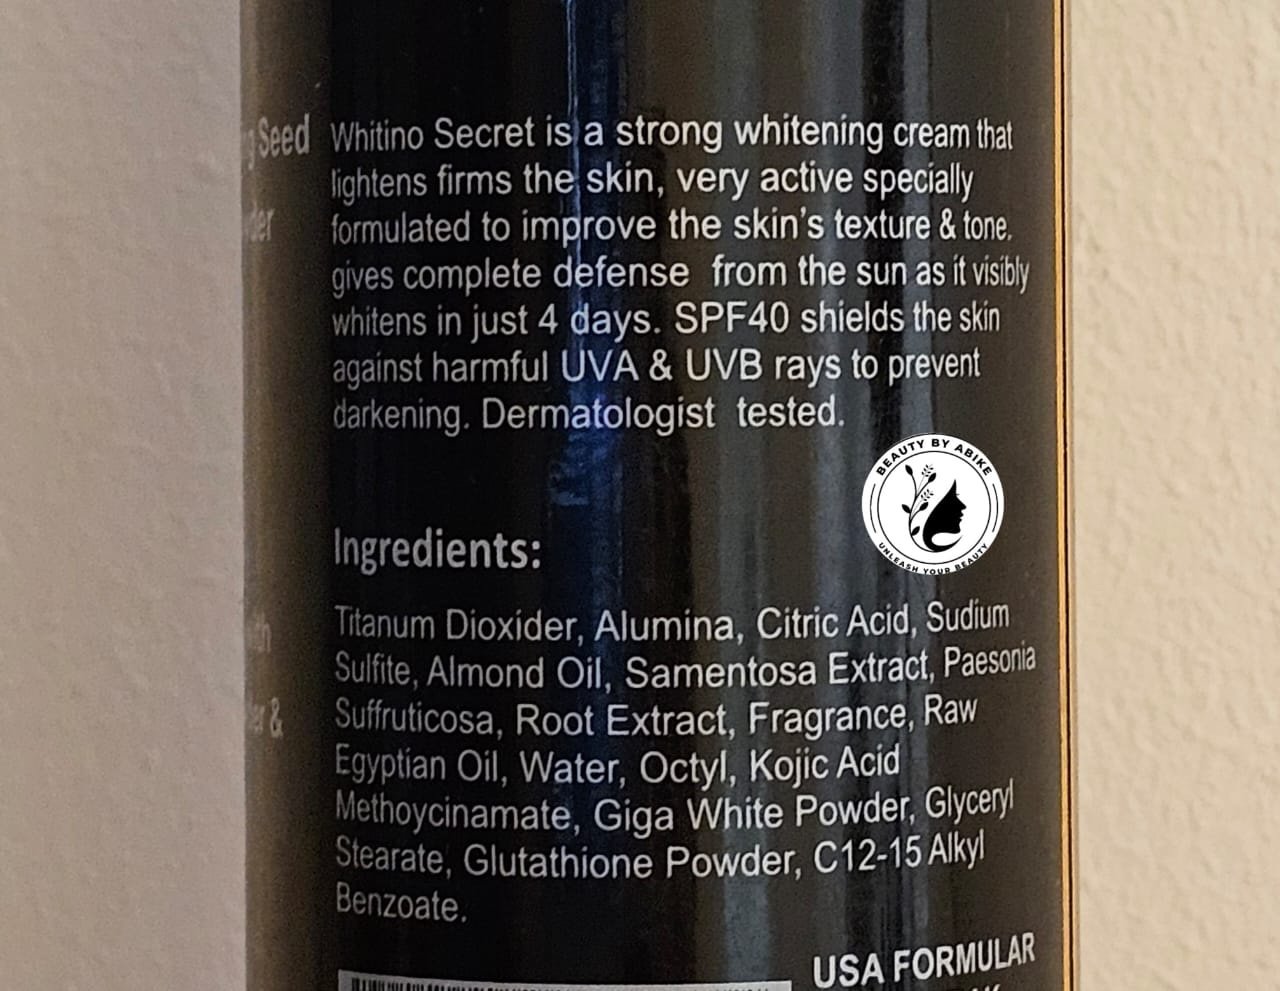 Seed
Whitino Secret is a strong whitening cream that
lightens firms the skin, very active specially
formulated to improve the skin's texture & tone.
gives complete defense from the sun as it visibly
whitens in just 4 days. SPF40 shields the skin
against harmful UVA & UVB rays to prevent
darkening. Dermatologist tested.
BEAUTY BY ABIKE
UNLEASH YOUR BEAUTY
Ingredients:
Titanum Dioxíder, Alumina, Citric Acid, Sudium
Sulfite, Almond Oil, Samentosa Extract, Paesonia
Suffruticosa, Root Extract, Fragrance, Raw
Egyptian Oil, Water, Octyl, Kojic Acid
Methoycinamate, Giga White Powder, Glyceryl
Stearate, Glutathione Powder, C12-15 Alkyl
Benzoate.
&
USA FORMULAR